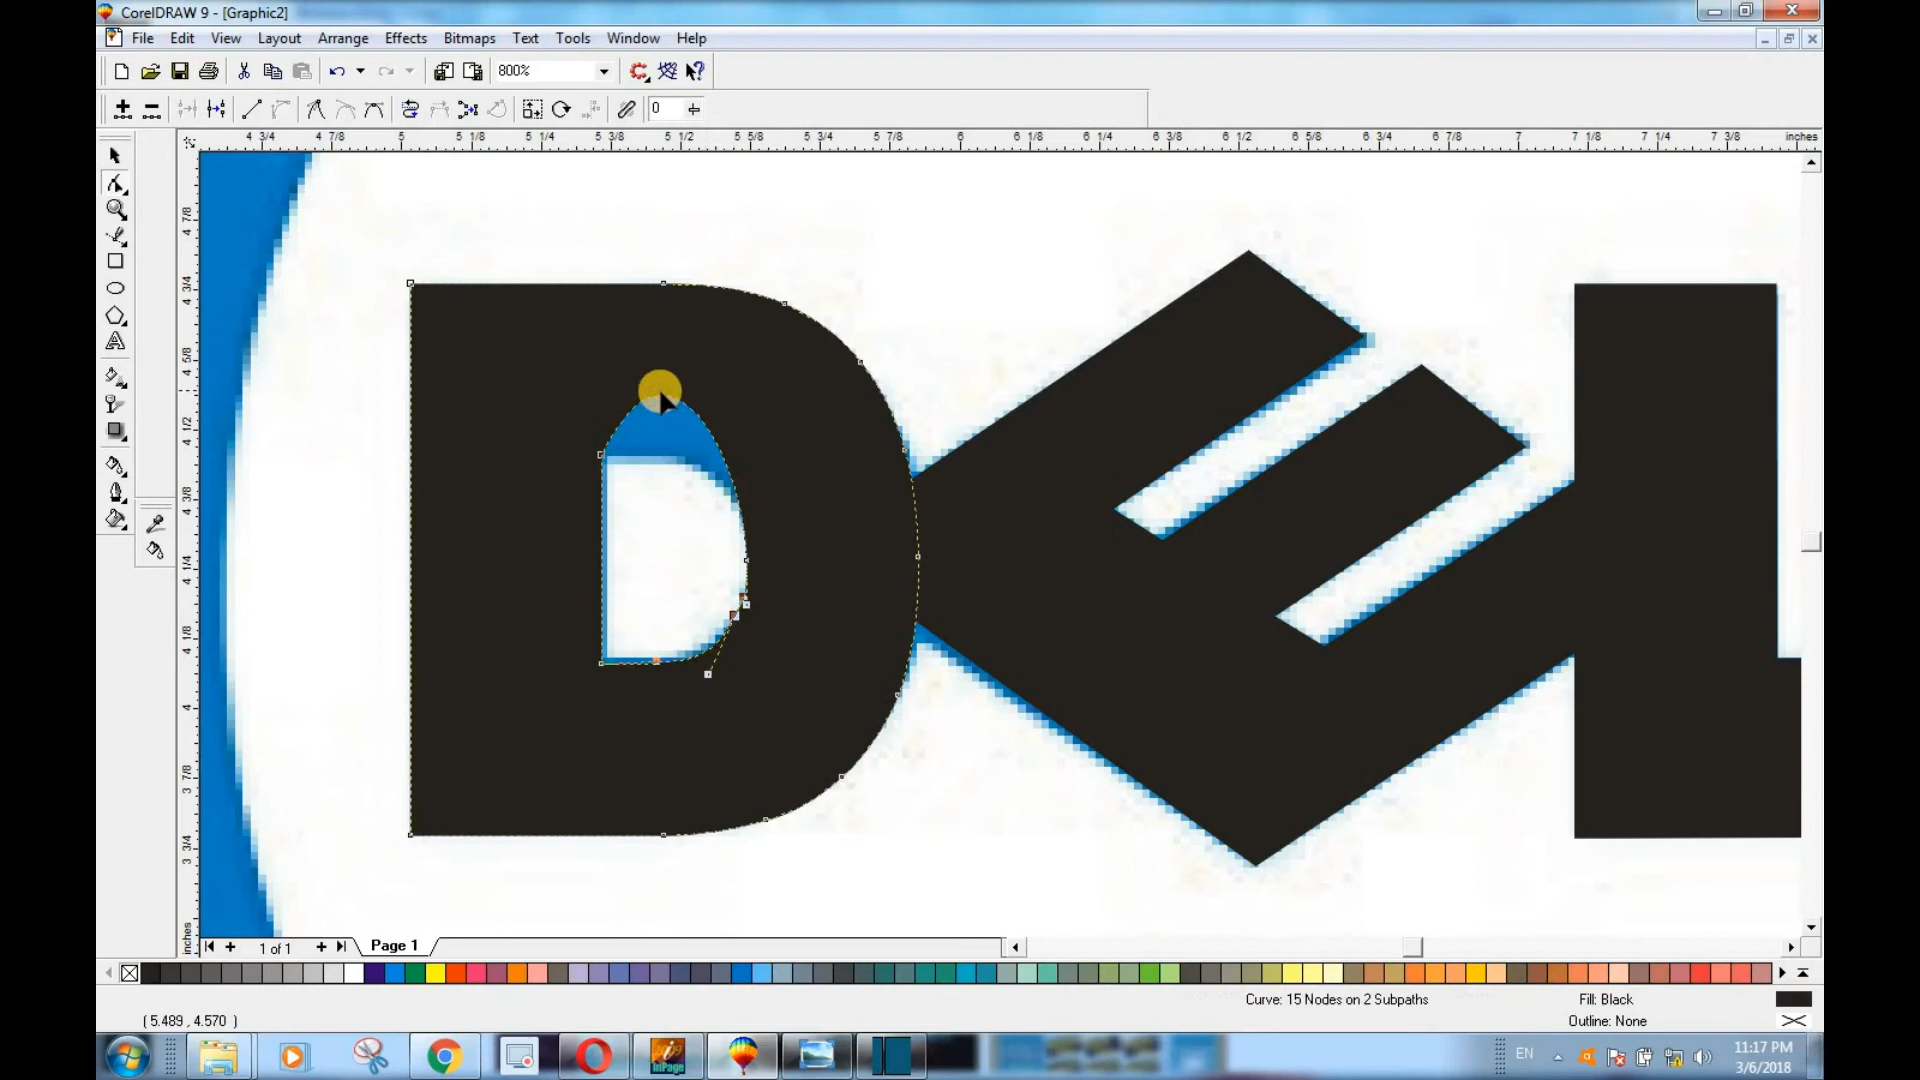 CorelDRAW 9 - [Graphic2]
File Edit View Layout Arrange Effects Bitmaps Text Tools Window Help
800%
0
4 3/4 4 7/8 5 5 1/8 5 1/4 5 3/8 5 1/2 5 5/8 5 3/4 5 7/8 6 6 1/8 6 1/4 6 3/8 6 1/2 6 5/8 6 3/4 6 7/8 7 7 1/8 7 1/4 7 3/8 inches
4 7/8
4 3/4
4 5/8
4 1/2
4 3/8
4 1/4
4 1/8
4
3 7/8
3 3/4
inches
DEL
1 of 1 Page 1
Curve: 15 Nodes on 2 Subpaths Fill: Black
( 5.489 , 4.570 ) Outline: None
InPage
EN 11:17 PM
3/6/2018